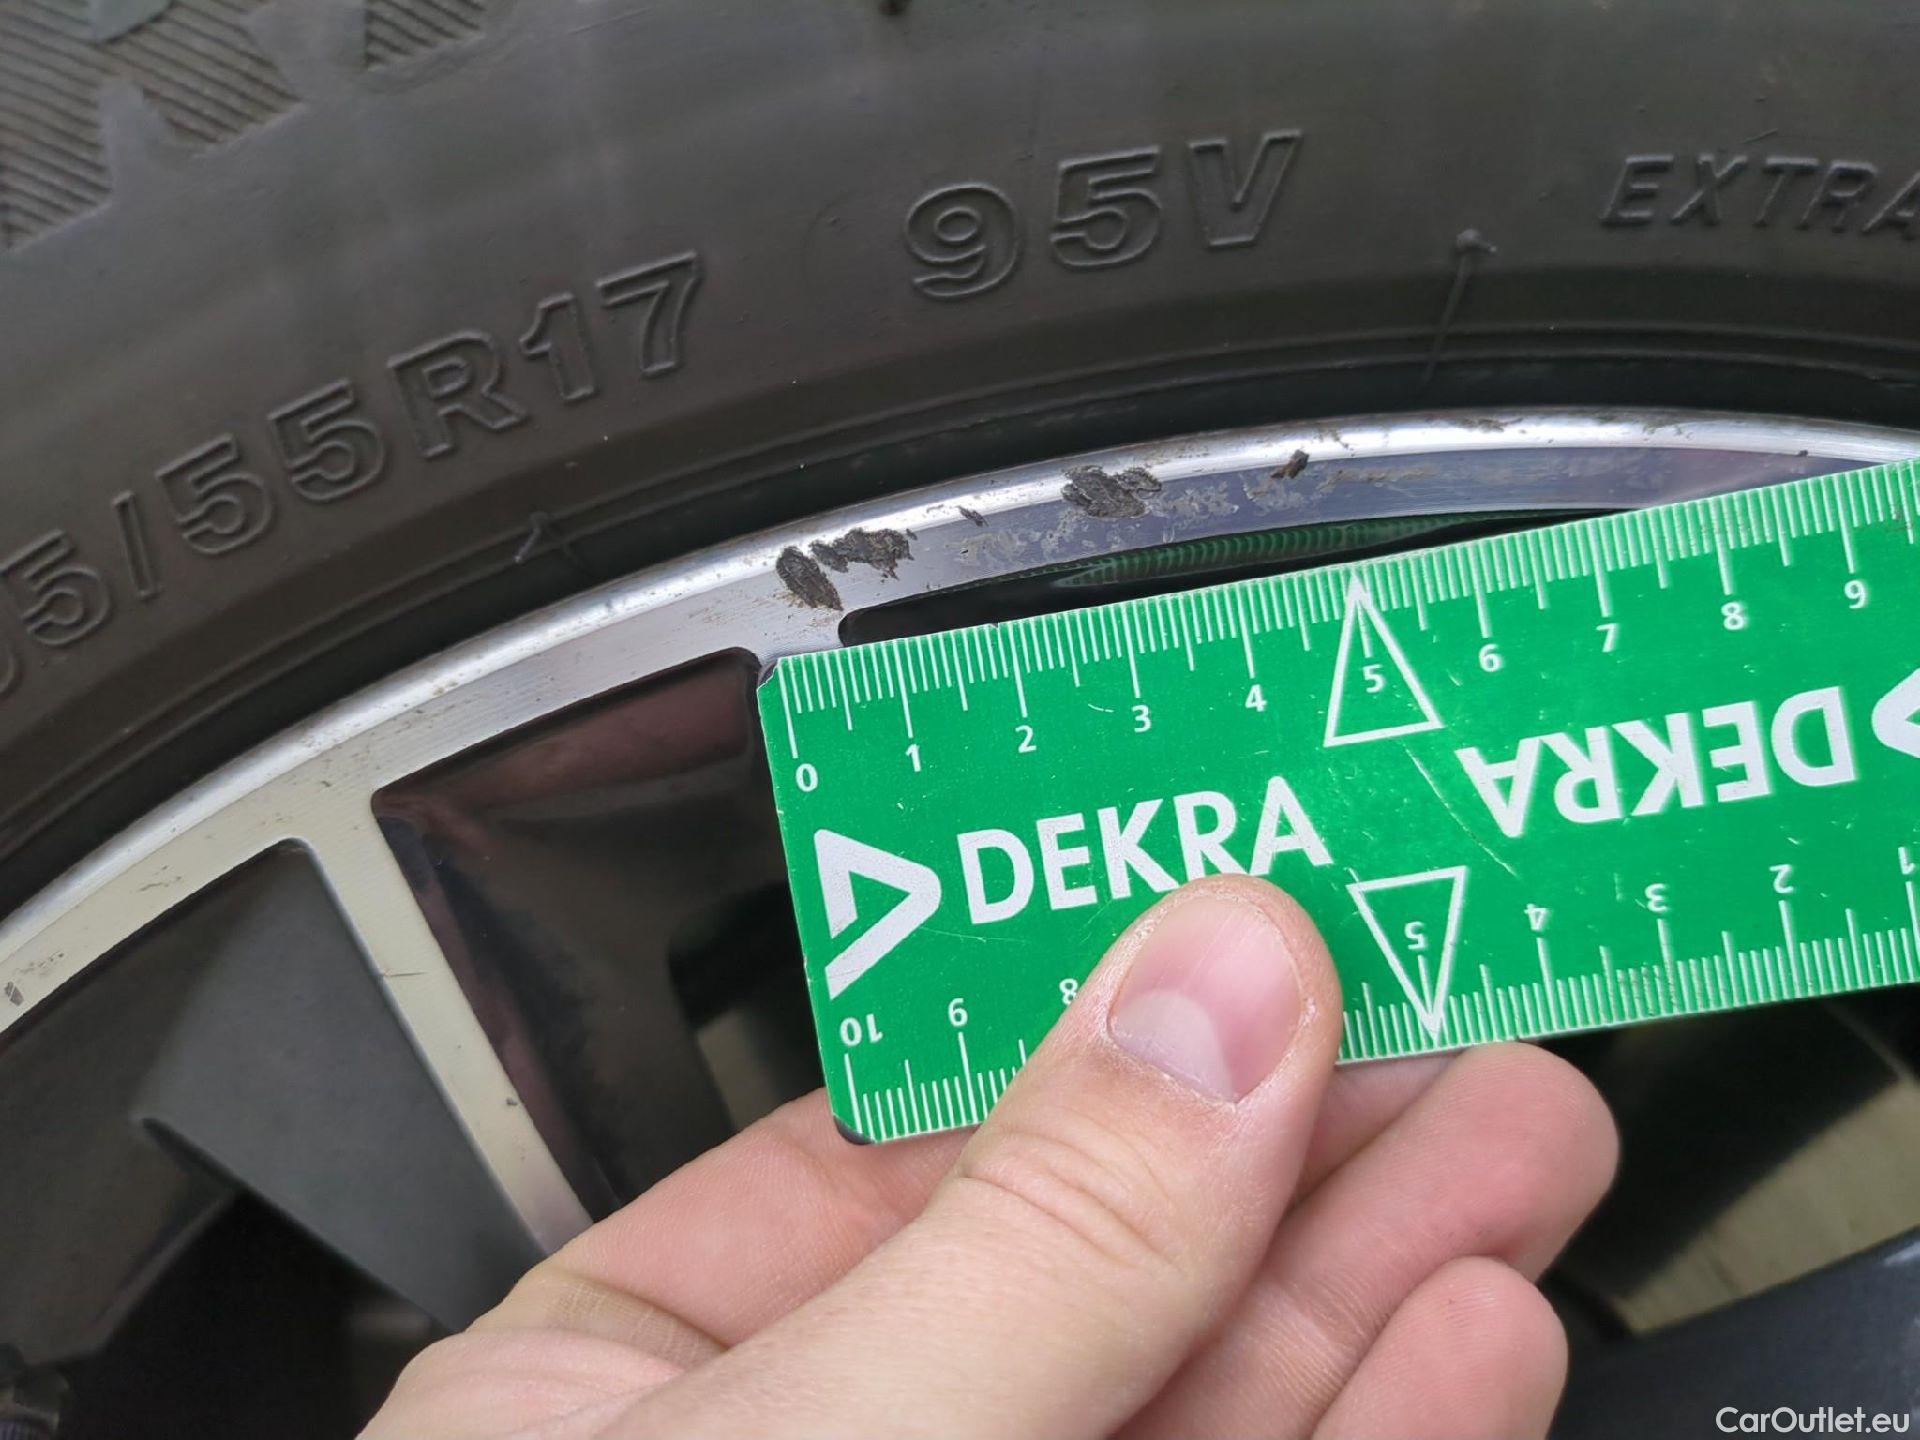 5/55R17 95V
EXTRA
0 1 2 3 4 5 6 7 8 9
DEKRA
DEKRA
10 9 8 5 4 3 2 1
CarOutlet.eu